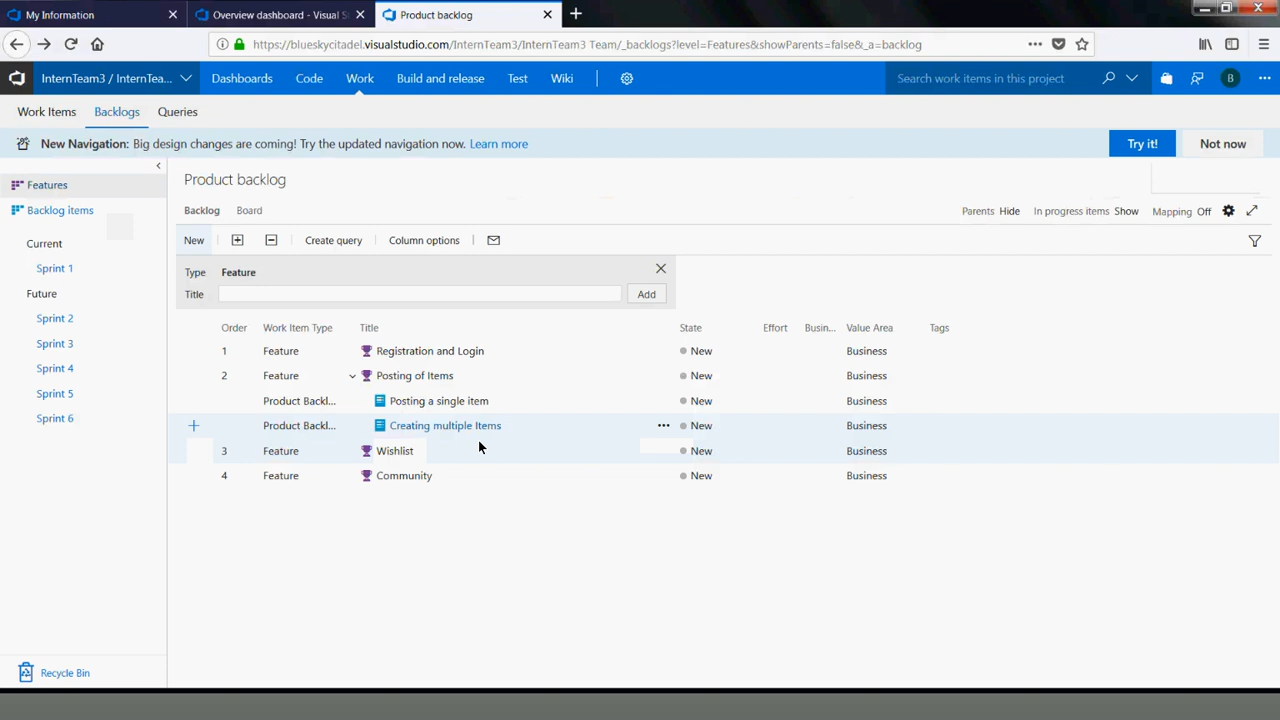 My Information
Overview dashboard - Visual St
Product backlog
https://blueskycitadel.visualstudio.com/InternTeam3/InternTeam3 Team/_backlogs?level=Features&showParents=false&_a=backlog
InternTeam3 / InternTea... Dashboards Code Work Build and release Test Wiki Search work items in this project B
Work Items Backlogs Queries
New Navigation: Big design changes are coming! Try the updated navigation now. Learn more Try it! Not now
Features
Backlog items
Current
Sprint 1
Future
Sprint 2
Sprint 3
Sprint 4
Sprint 5
Sprint 6
Recycle Bin
Product backlog
Backlog Board Parents Hide In progress items Show Mapping Off
New Create query Column options
Type Feature
Title Add
Order Work Item Type Title State Effort Busin... Value Area Tags
1 Feature Registration and Login New Business
2 Feature Posting of Items New Business
Product Backl... Posting a single item New Business
Product Backl... Creating multiple Items New Business
3 Feature Wishlist New Business
4 Feature Community New Business